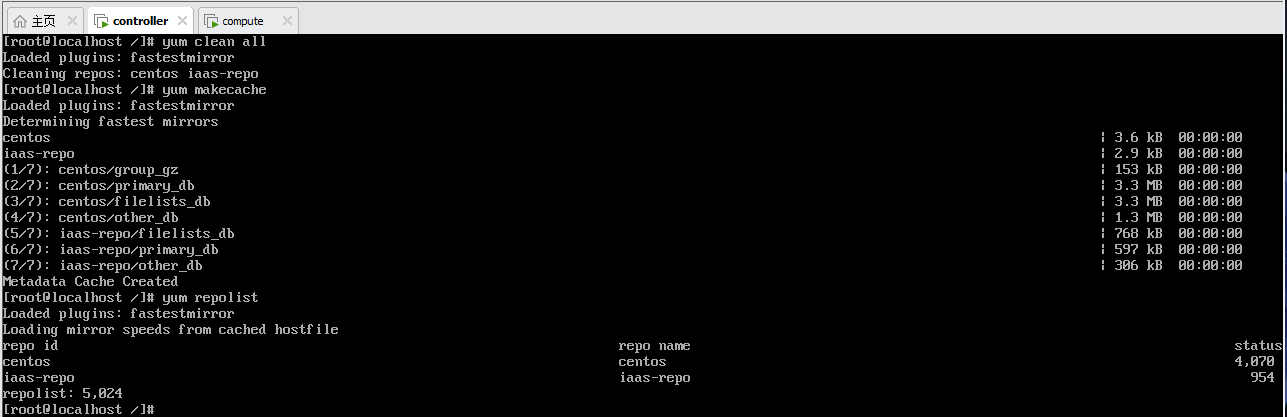 主页 controller compute
[root@localhost /]# yum clean all
Loaded plugins: fastestmirror
Cleaning repos: centos iaas-repo
[root@localhost /]# yum makecache
Loaded plugins: fastestmirror
Determining fastest mirrors
centos | 3.6 kB 00:00:00
iaas-repo | 2.9 kB 00:00:00
(1/7): centos/group_gz | 153 kB 00:00:00
(2/7): centos/primary_db | 3.3 MB 00:00:00
(3/7): centos/filelists_db | 3.3 MB 00:00:00
(4/7): centos/other_db | 1.3 MB 00:00:00
(5/7): iaas-repo/filelists_db | 768 kB 00:00:00
(6/7): iaas-repo/primary_db | 597 kB 00:00:00
(7/7): iaas-repo/other_db | 306 kB 00:00:00
Metadata Cache Created
[root@localhost /]# yum repolist
Loaded plugins: fastestmirror
Loading mirror speeds from cached hostfile
repo id repo name status
centos centos 4,070
iaas-repo iaas-repo 954
repolist: 5,024
[root@localhost /]#